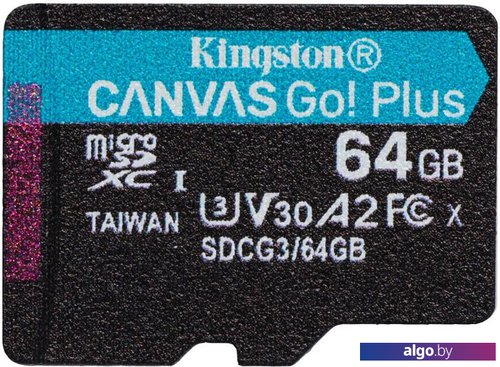 Kingston®
CANVAS Go! Plus
micro SD XC I
64GB
TAIWAN
U3 V30 A2 FC X
SDCG3/64GB
algo.by